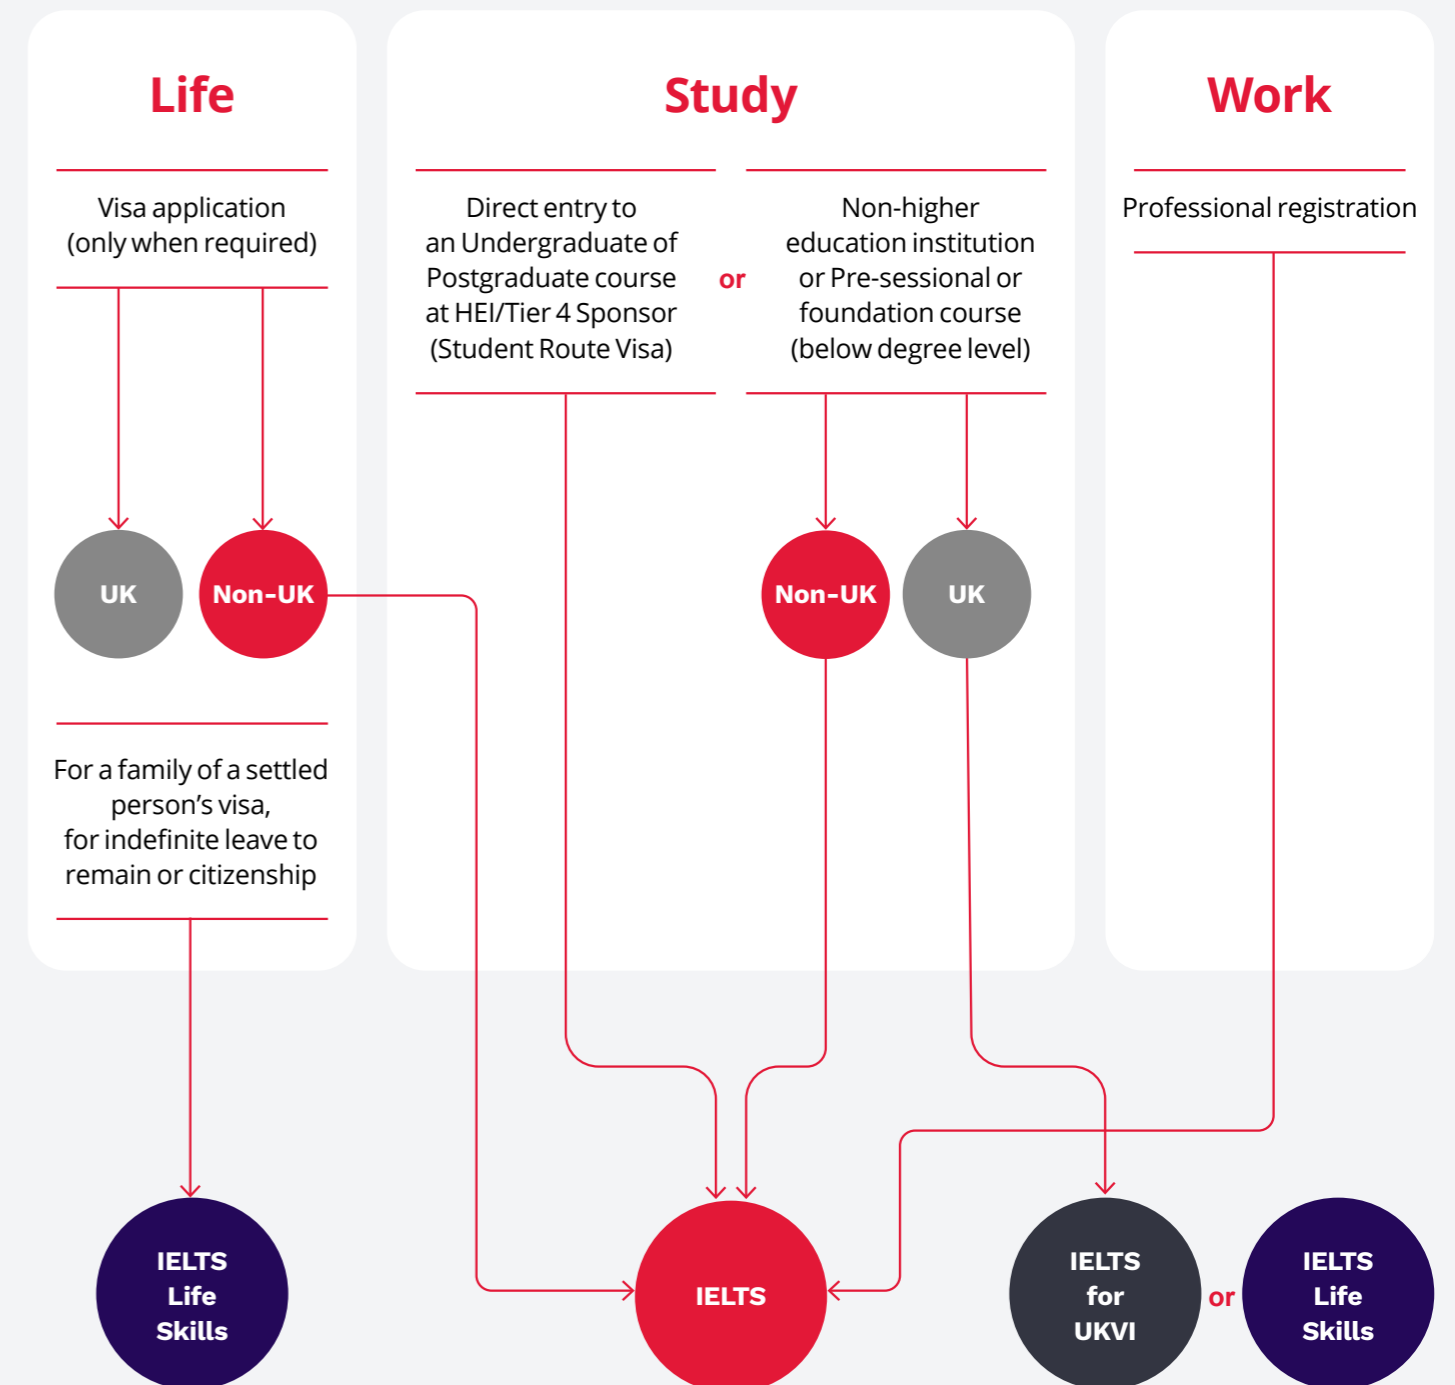 Life
Visa application
(only when required)
UK
Non-UK
For a family of a settled
person’s visa,
for indefinite leave to
remain or citizenship
Study
Direct entry to
an Undergraduate of
Postgraduate course
at HEI/Tier 4 Sponsor
(Student Route Visa)
or
Non-higher
education institution
or Pre-sessional or
foundation course
(below degree level)
Non-UK
UK
Work
Professional registration
IELTS
Life
Skills
IELTS
IELTS
for
UKVI
or
IELTS
Life
Skills